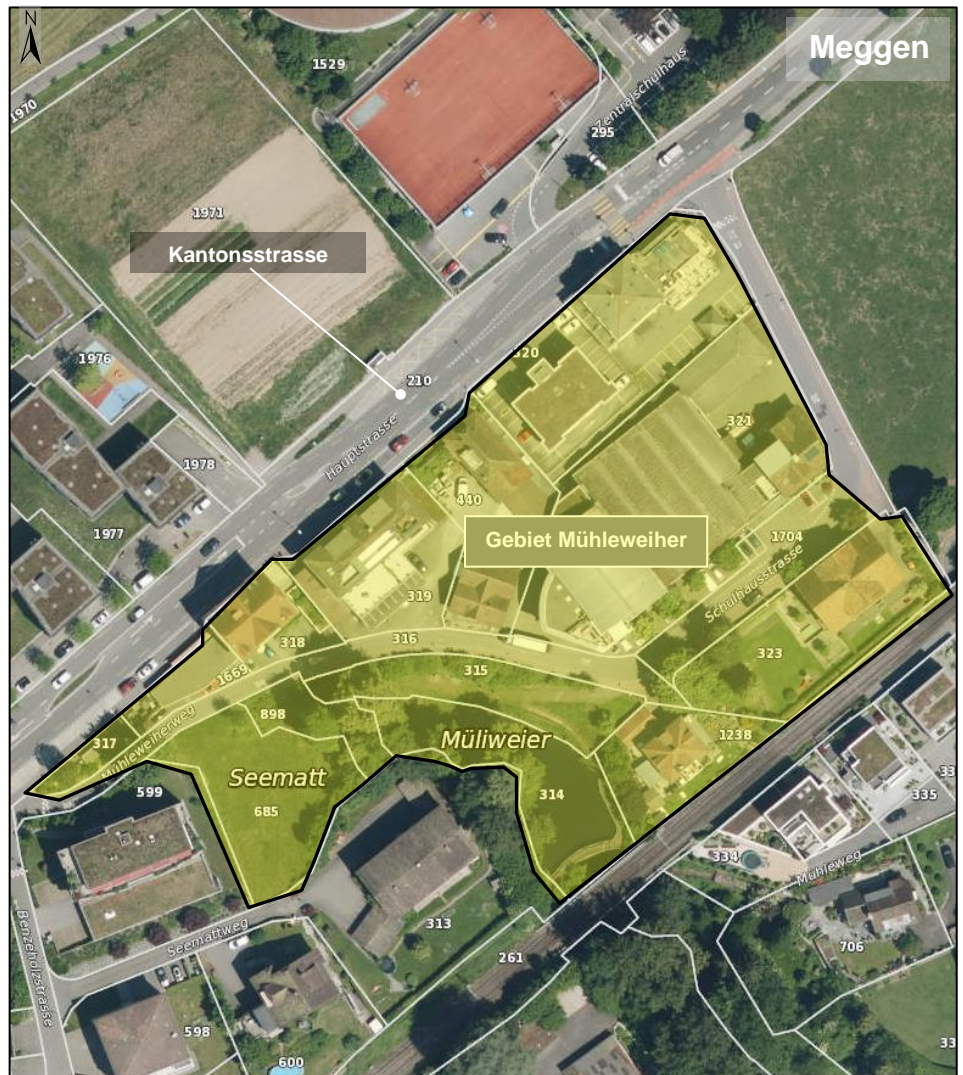 N
Meggen
1529
Zentralschulhaus
1970
295
1971
Kantonsstrasse
1976
210
320
Hauptstrasse
321
1978
440
1977
Gebiet Mühleweiher
1704
Schulhausstrasse
319
318
316
323
315
1669
898
Mühleweiherweg
317
Müliweier
1238
Seematt
599
685
314
335
334
Mühleweg
313
Seemattweg
706
261
Benzeholzstrasse
598
600